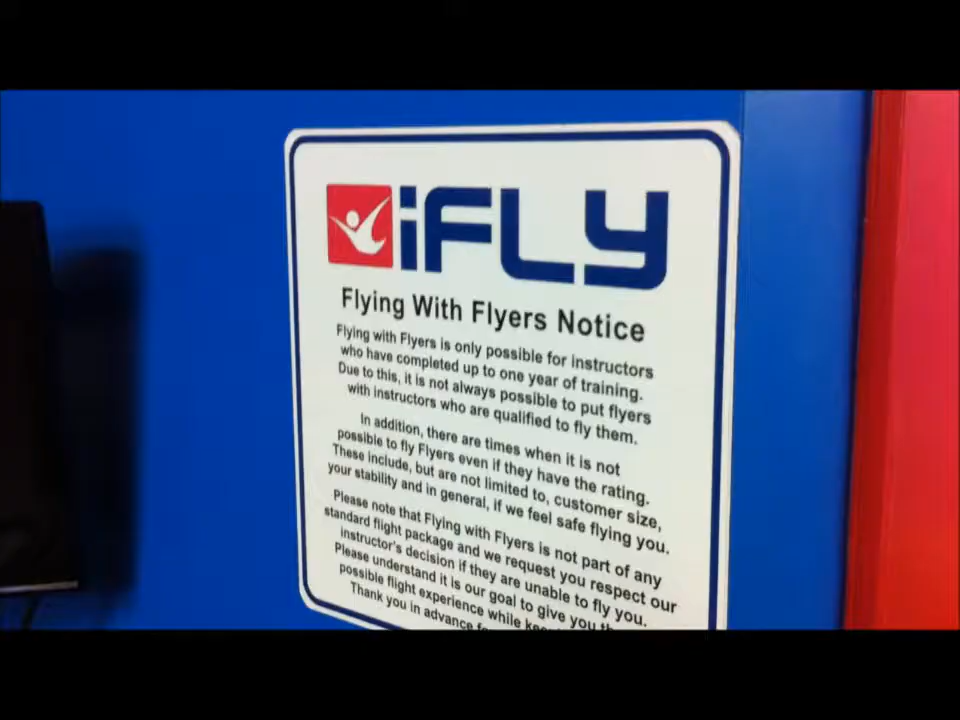 iFLY
Flying With Flyers Notice
Flying with Flyers is only possible for instructors
who have completed up to one year of training.
Due to this, it is not always possible to put flyers
with instructors who are qualified to fly them.
In addition, there are times when it is not
possible to fly Flyers even if they have the rating.
These include, but are not limited to, customer size,
your stability and in general, if we feel safe flying you.
Please note that Flying with Flyers is not part of any
standard flight package and we request you respect our
instructor's decision if they are unable to fly you.
Please understand it is our goal to give you
possible flight experience while
Thank you in advance